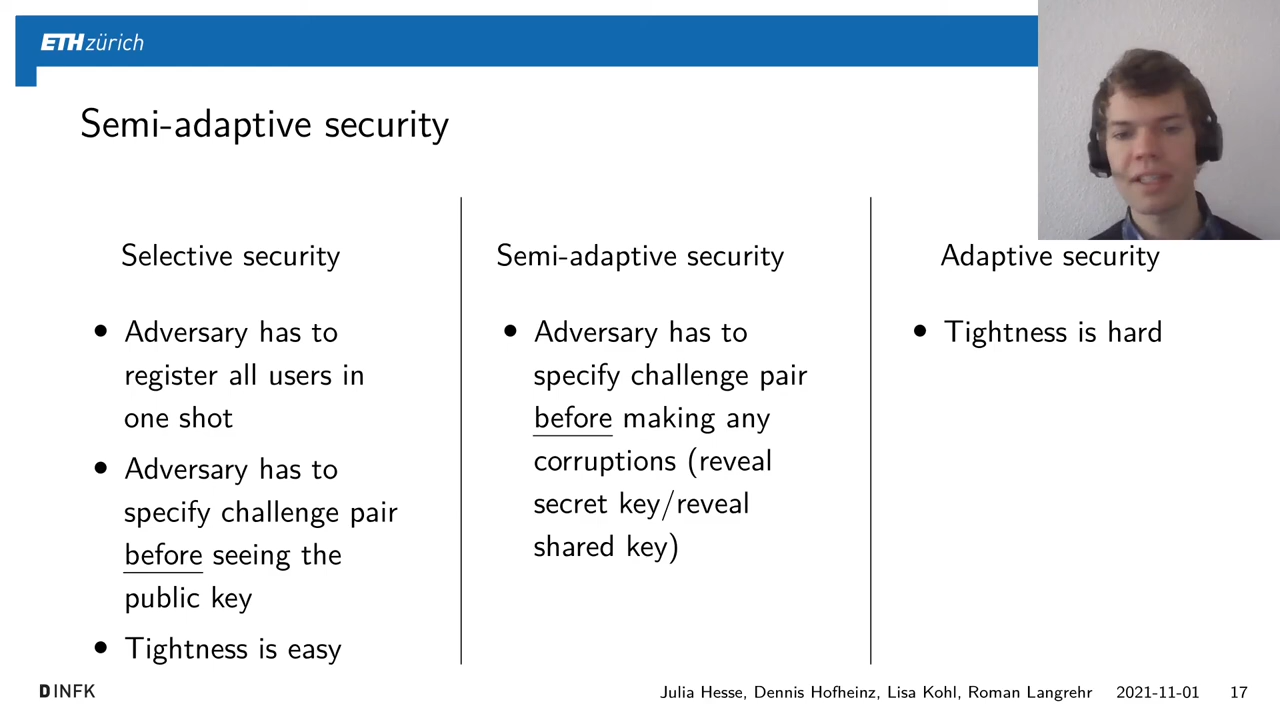 ETH zürich
Semi-adaptive security
Selective security
• Adversary has to
register all users in
one shot
• Adversary has to
specify challenge pair
before seeing the
public key
• Tightness is easy
Semi-adaptive security
• Adversary has to
specify challenge pair
before making any
corruptions (reveal
secret key/reveal
shared key)
Adaptive security
• Tightness is hard
D INFK
Julia Hesse, Dennis Hofheinz, Lisa Kohl, Roman Langrehr 2021-11-01 17